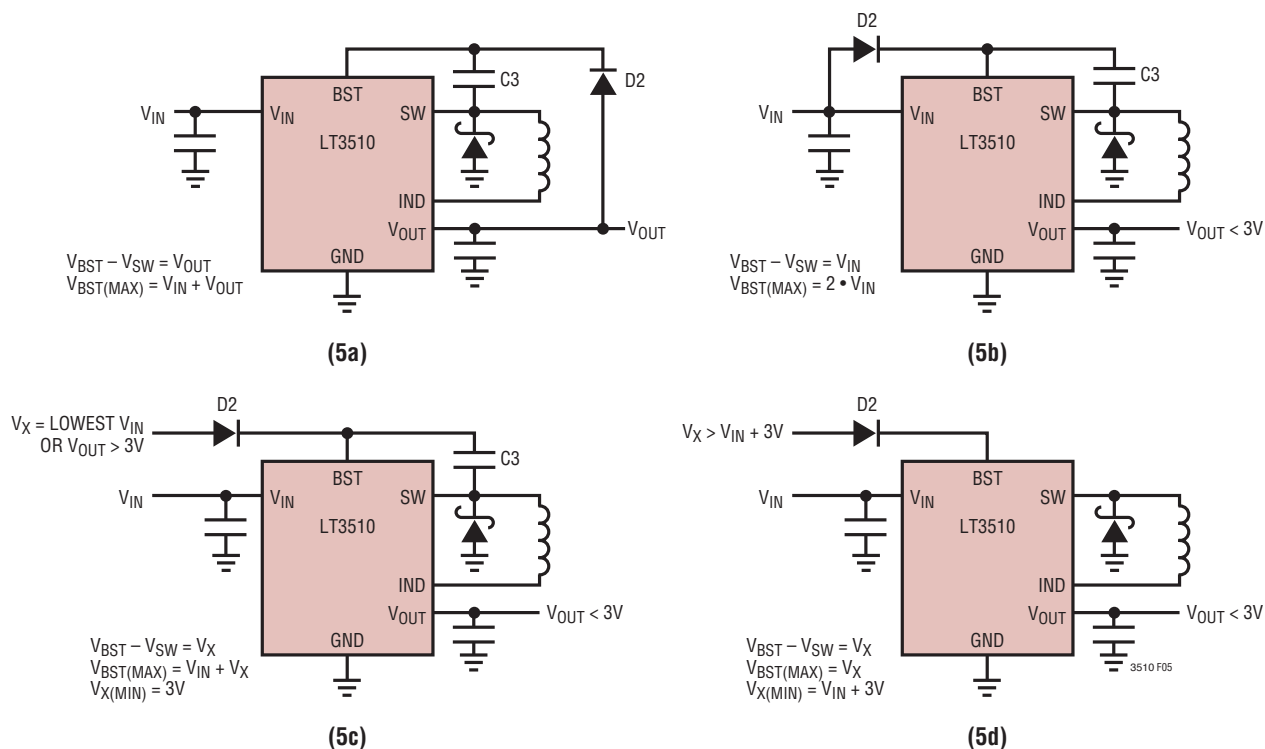 BST
C3
D2
V_IN
V_IN
SW
LT3510
IND
V_OUT
V_OUT
GND
V_BST – V_SW = V_OUT
V_BST(MAX) = V_IN + V_OUT
(5a)
D2
BST
C3
V_IN
V_IN
SW
LT3510
IND
V_OUT
V_OUT < 3V
GND
V_BST – V_SW = V_IN
V_BST(MAX) = 2 • V_IN
(5b)
D2
V_X = LOWEST V_IN
OR V_OUT > 3V
BST
C3
V_IN
V_IN
SW
LT3510
IND
V_OUT
V_OUT < 3V
GND
V_BST – V_SW = V_X
V_BST(MAX) = V_IN + V_X
V_X(MIN) = 3V
(5c)
D2
V_X > V_IN + 3V
BST
V_IN
V_IN
SW
LT3510
IND
V_OUT
V_OUT < 3V
GND
V_BST – V_SW = V_X
V_BST(MAX) = V_X
V_X(MIN) = V_IN + 3V
3510 F05
(5d)